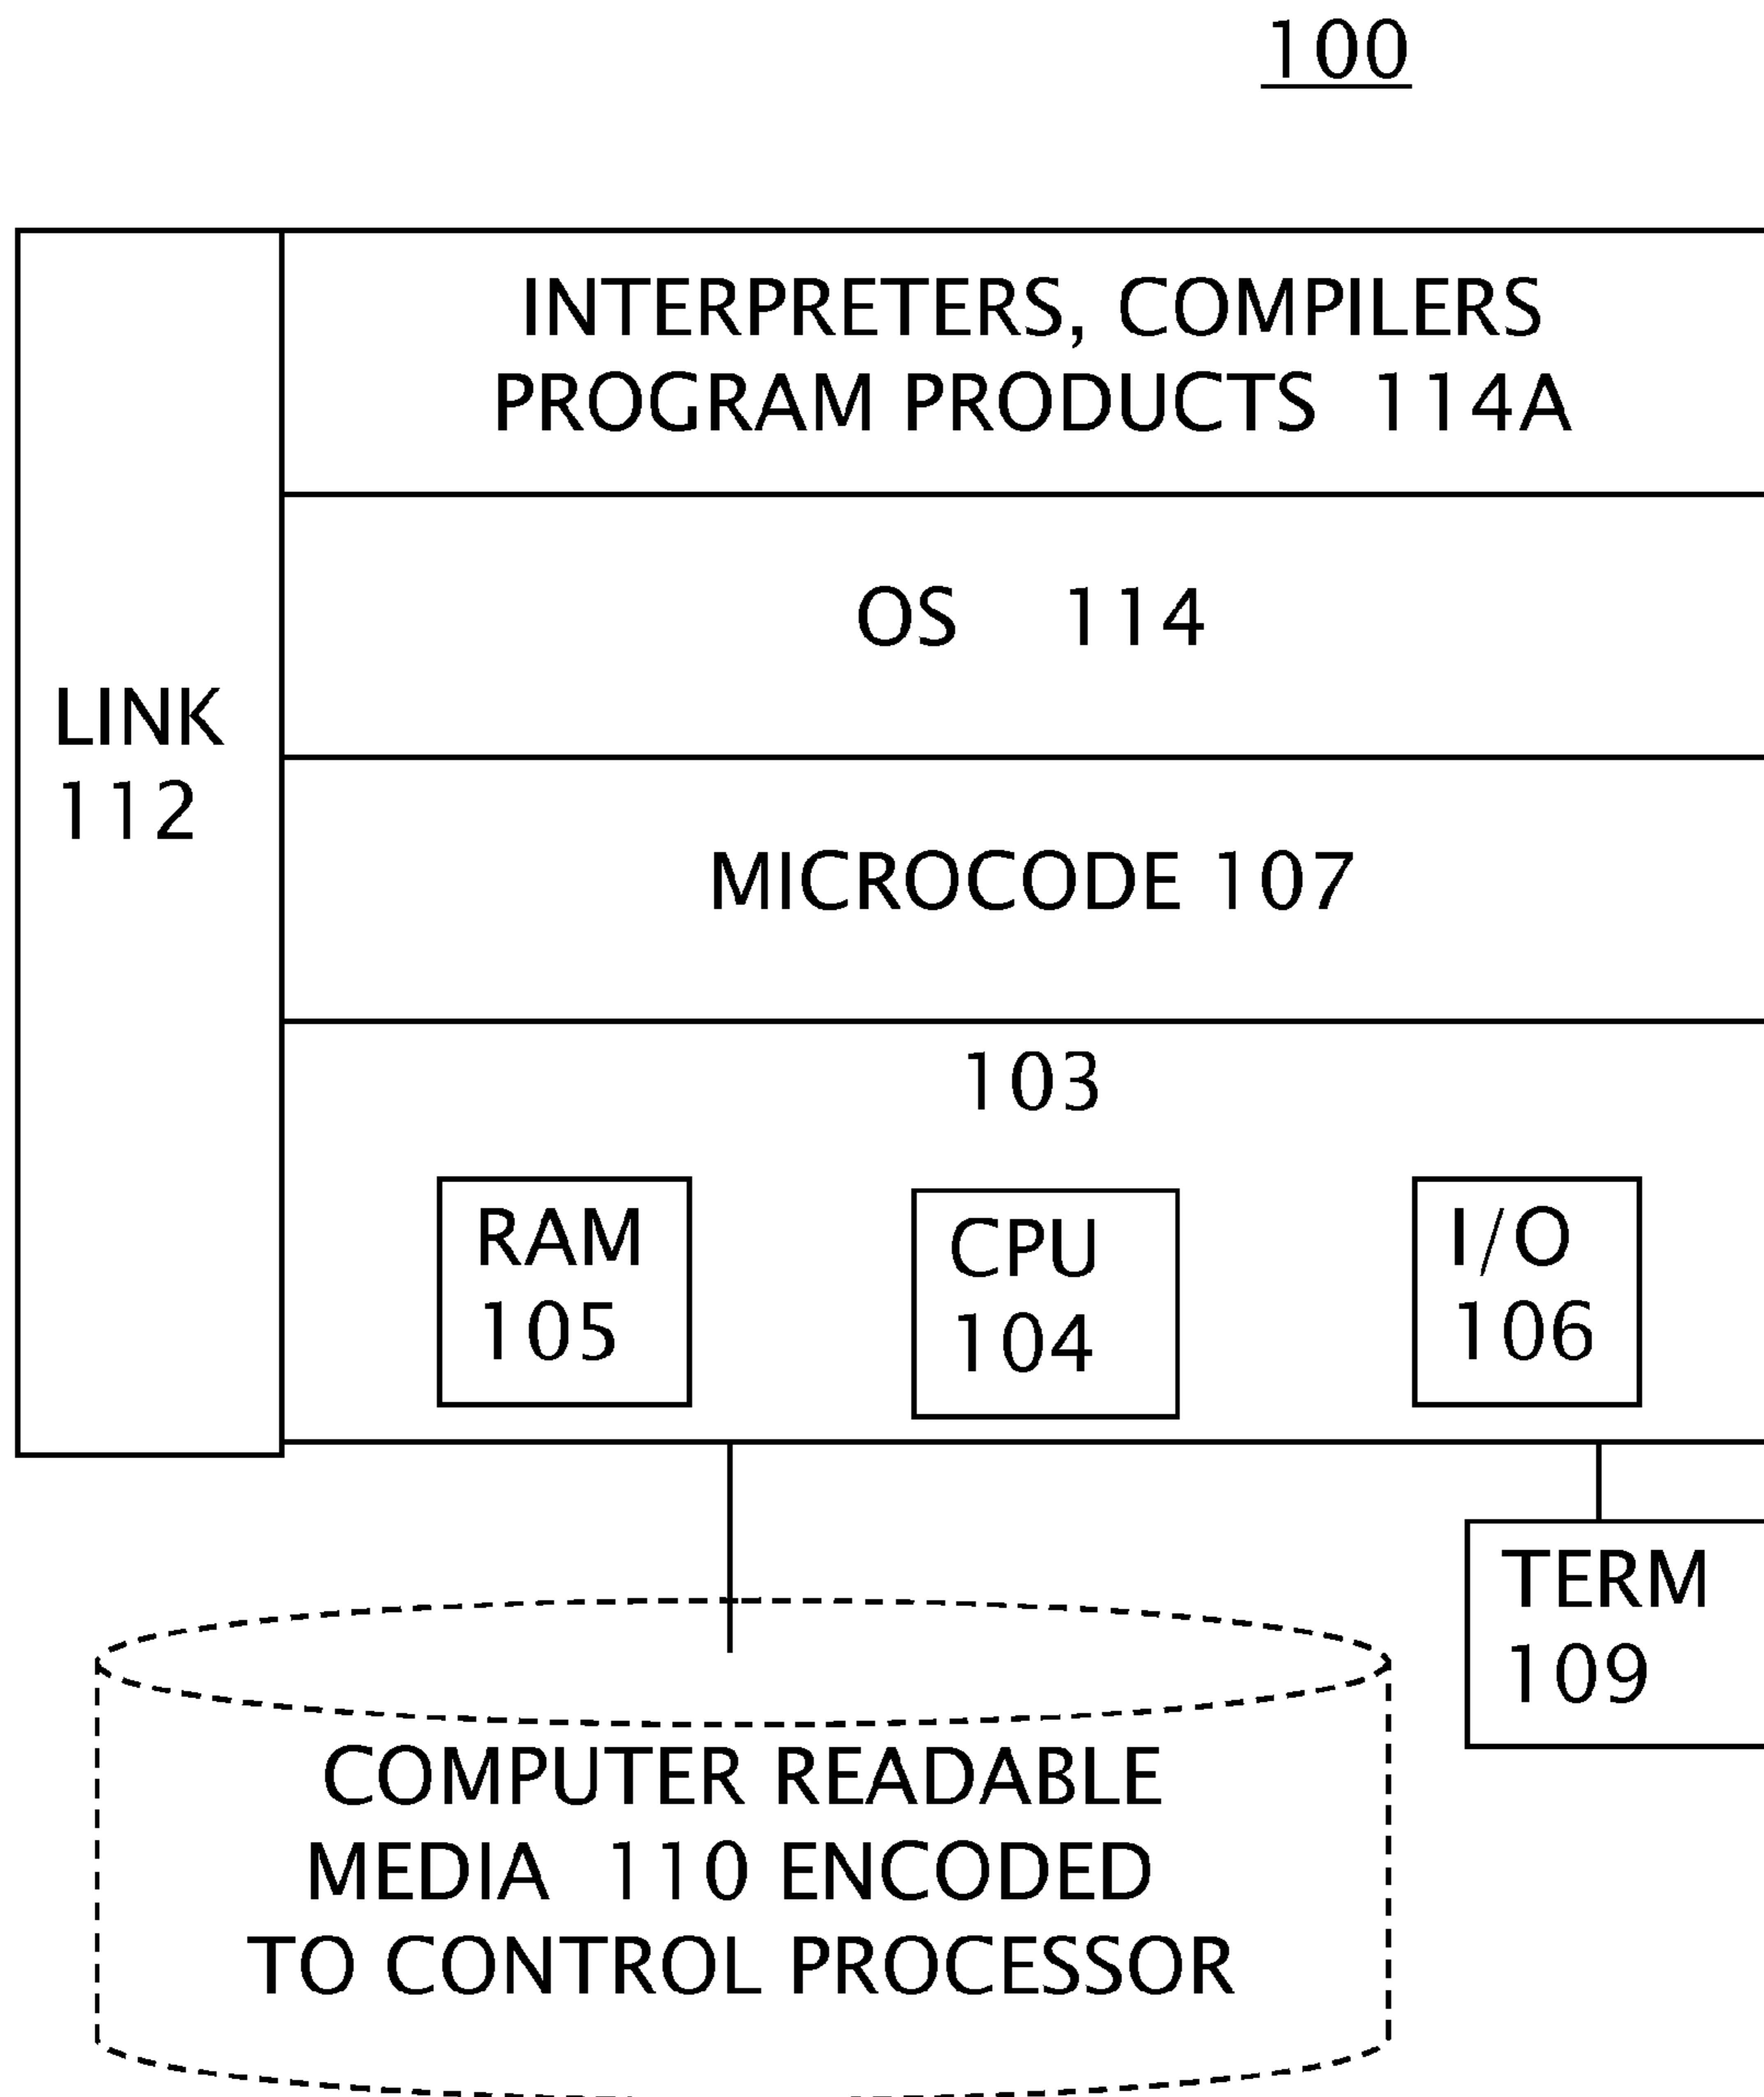 100
INTERPRETERS, COMPILERS
PROGRAM PRODUCTS 114A
OS 114
LINK
112
MICROCODE 107
103
RAM
105
CPU
104
I/O
106
TERM
109
COMPUTER READABLE
MEDIA 110 ENCODED
TO CONTROL PROCESSOR